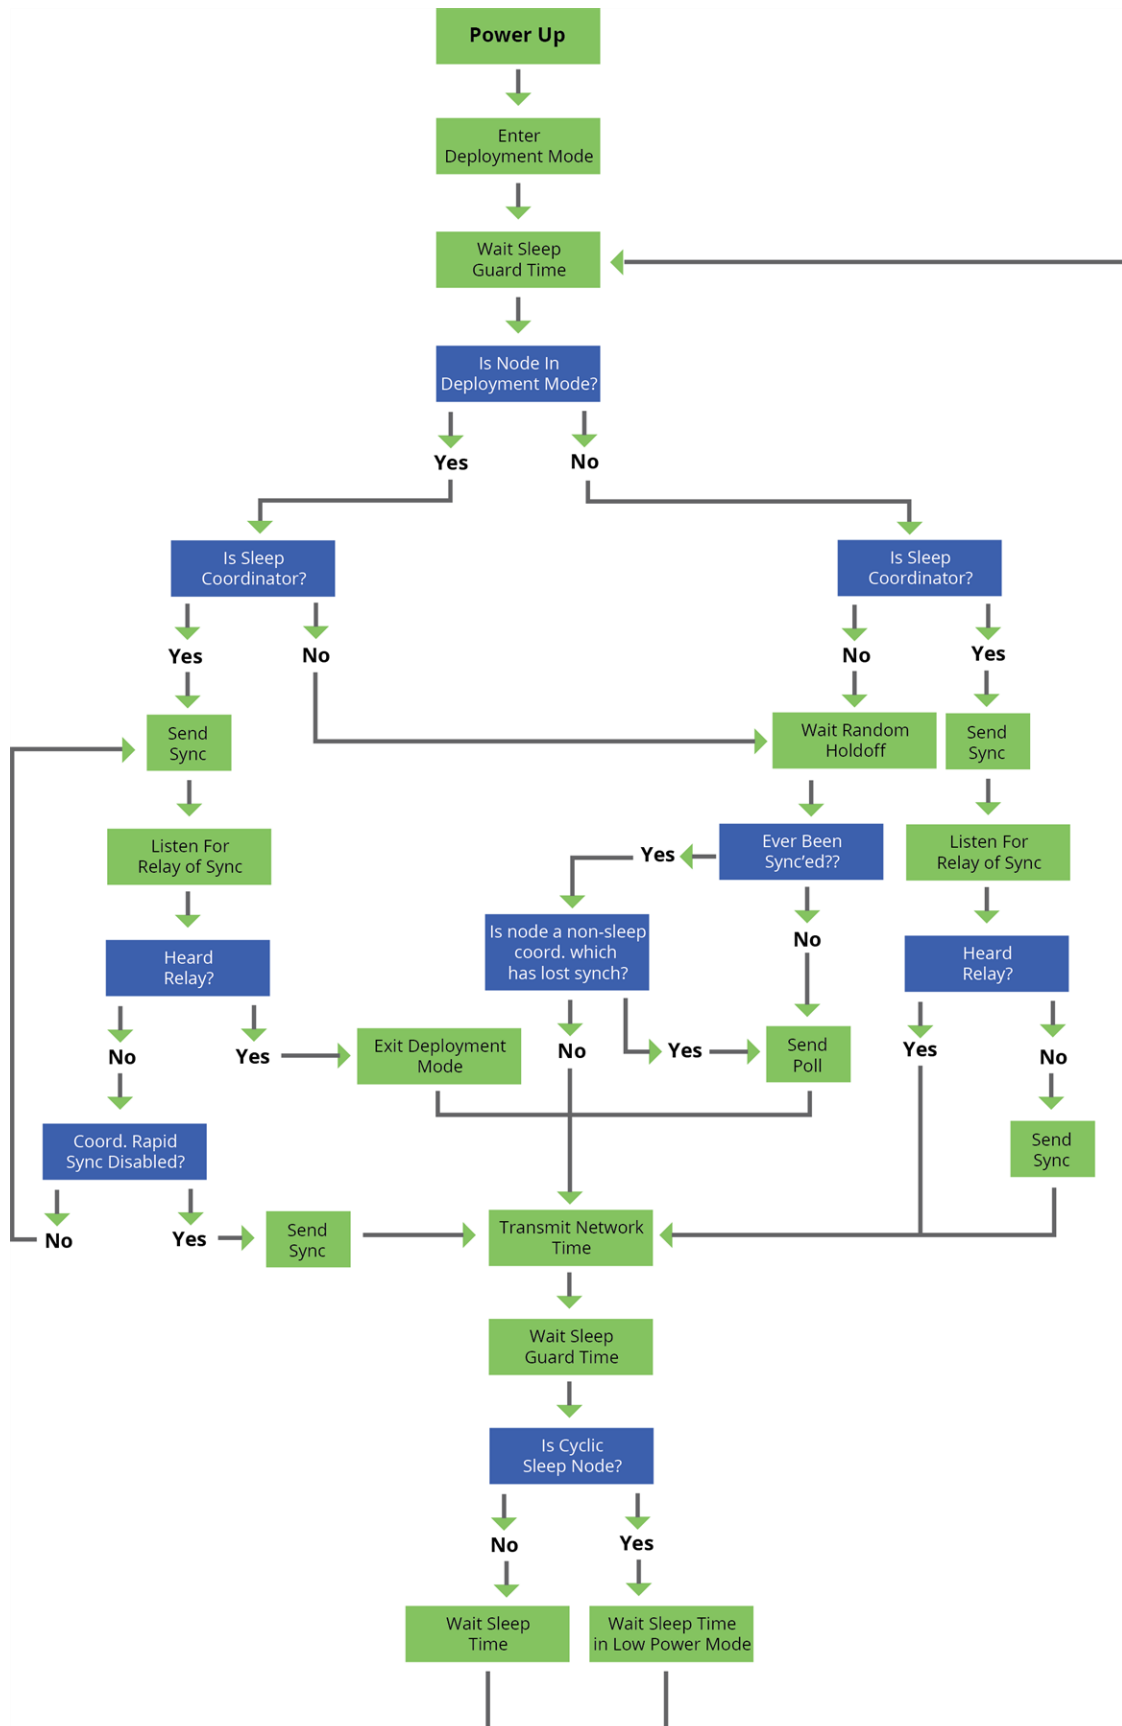 Power Up
Enter
Deployment Mode
Wait Sleep
Guard Time
Is Node In
Deployment Mode?
Yes
No
Is Sleep
Coordinator?
Is Sleep
Coordinator?
Yes
No
No
Yes
Send
Sync
Wait Random
Holdoff
Send
Sync
Listen For
Relay of Sync
Yes
Ever Been
Sync'ed??
Listen For
Relay of Sync
Heard
Relay?
Is node a non-sleep
coord. which
has lost synch?
No
Heard
Relay?
No
Yes
Exit Deployment
Mode
No
Yes
Send
Poll
Yes
No
Coord. Rapid
Sync Disabled?
Send
Sync
No
Yes
Send
Sync
Transmit Network
Time
Wait Sleep
Guard Time
Is Cyclic
Sleep Node?
No
Yes
Wait Sleep
Time
Wait Sleep Time
in Low Power Mode